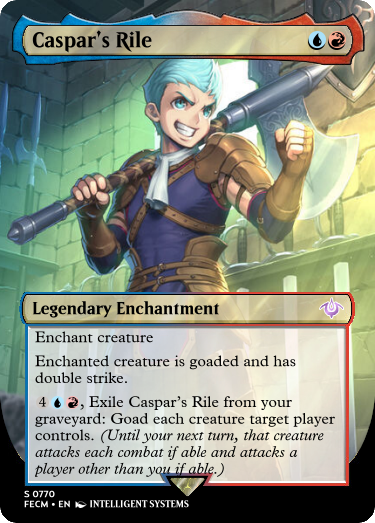 Caspar's Rile
Legendary Enchantment
Enchant creature
Enchanted creature is goaded and has
double strike.
4 , Exile Caspar's Rile from your
graveyard: Goad each creature target player
controls. (Until your next turn, that creature
attacks each combat if able and attacks a
player other than you if able.)
S 0770
FECM • EN INTELLIGENT SYSTEMS